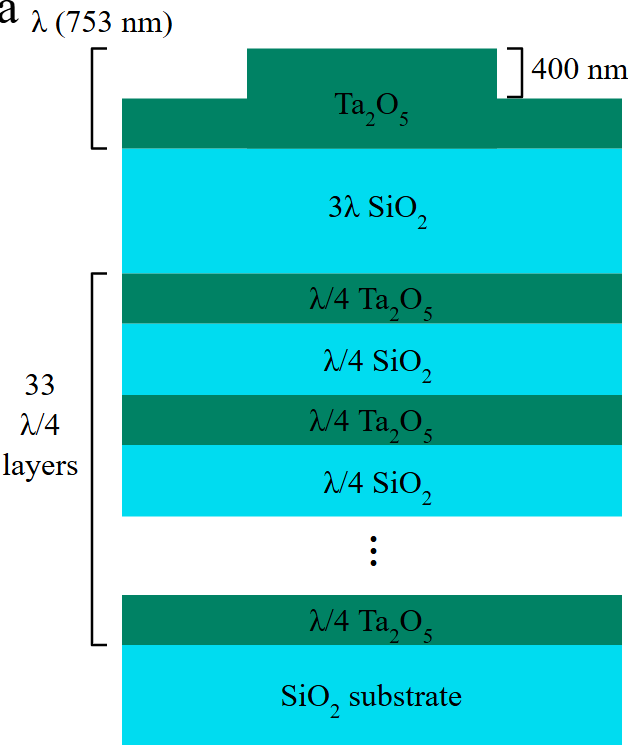 a
λ (753 nm)
400 nm
Ta₂O₅
3λ SiO₂
λ/4 Ta₂O₅
λ/4 SiO₂
33
λ/4
layers
λ/4 Ta₂O₅
λ/4 SiO₂
⋮
λ/4 Ta₂O₅
SiO₂ substrate